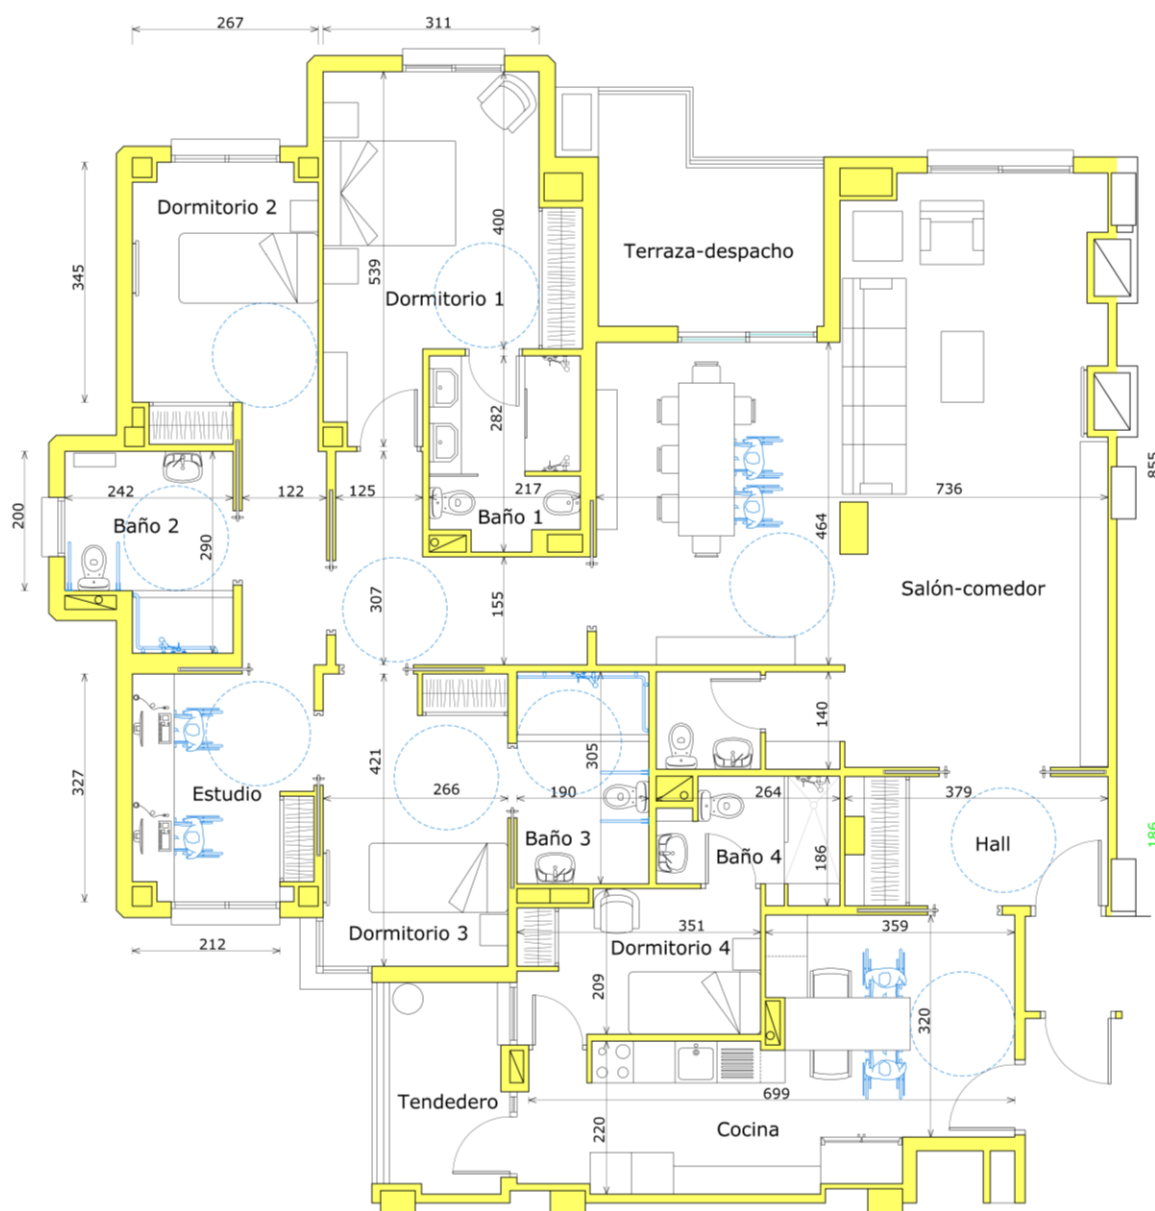 267
311
Dormitorio 2
345
539
400
Dormitorio 1
Terraza-despacho
282
855
200
242
122
125
217
736
Baño 2
290
Baño 1
464
307
155
Salón-comedor
327
421
305
140
Estudio
266
190
264
379
Baño 3
Baño 4
186
Hall
186
212
Dormitorio 3
351
Dormitorio 4
359
209
320
Tendedero
699
220
Cocina